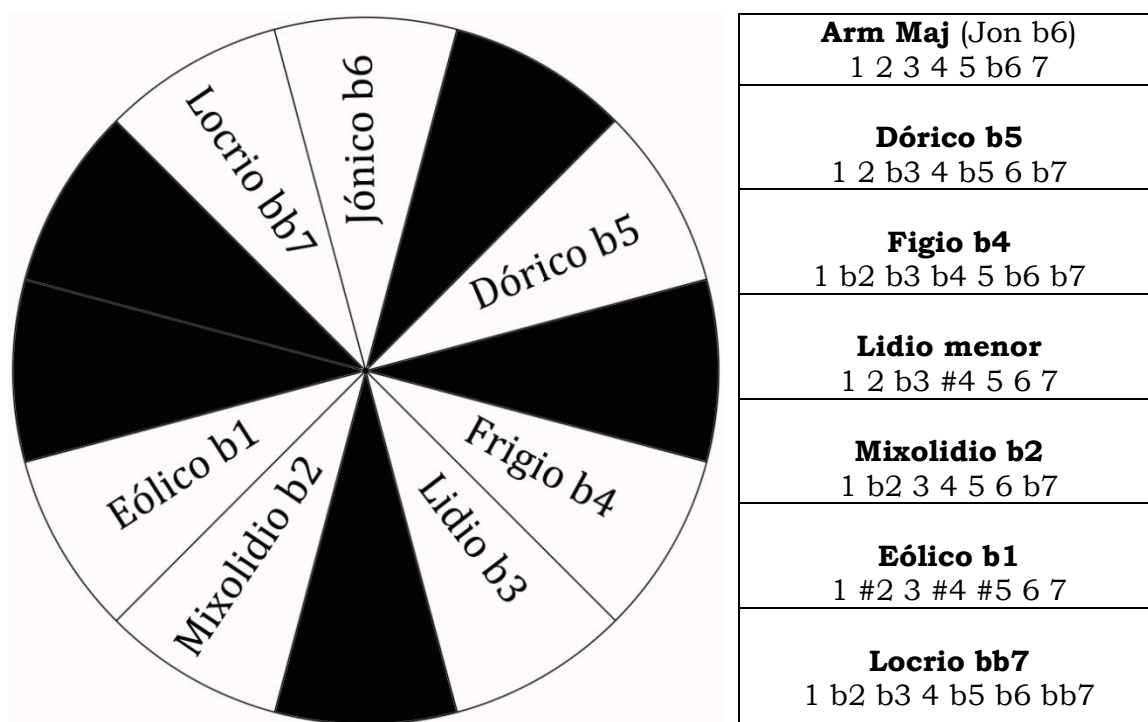 Jónico b6
Dórico b5
Frigio b4
Lidio b3
Mixolidio b2
Eólico b1
Locrio bb7
Arm Maj (Jon b6)
1 2 3 4 5 b6 7
Dórico b5
1 2 b3 4 b5 6 b7
Figio b4
1 b2 b3 b4 5 b6 b7
Lidio menor
1 2 b3 #4 5 6 7
Mixolidio b2
1 b2 3 4 5 6 b7
Eólico b1
1 #2 3 #4 #5 6 7
Locrio bb7
1 b2 b3 4 b5 b6 bb7